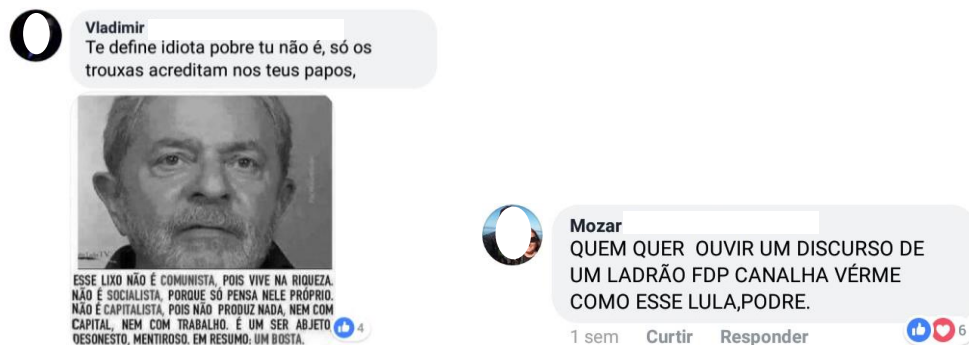 Vladimir
Te define idiota pobre tu não é, só os
trouxas acreditam nos teus papos,
ESSE LIXO NÃO É COMUNISTA, POIS VIVE NA RIQUEZA.
NÃO É SOCIALISTA, PORQUE SÓ PENSA NELE PRÓPRIO.
NÃO É CAPITALISTA, POIS NÃO PRODUZ NADA, NEM COM
CAPITAL, NEM COM TRABALHO. É UM SER ABJETO,
DESONESTO, MENTIROSO. EM RESUMO: UM BOSTA.
4
Mozar
QUEM QUER OUVIR UM DISCURSO DE
UM LADRÃO FDP CANALHA VÉRME
COMO ESSE LULA,PODRE.
1 sem Curtir Responder
6